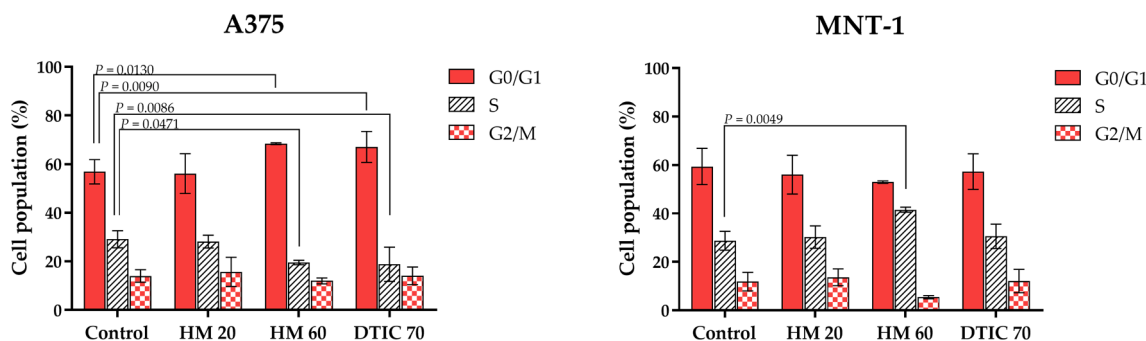 A375
100
80
60
40
20
0
Cell population (%)
P = 0.0130
P = 0.0090
P = 0.0086
P = 0.0471
G0/G1
S
G2/M
Control HM 20 HM 60 DTIC 70
MNT-1
100
80
60
40
20
0
Cell population (%)
P = 0.0049
G0/G1
S
G2/M
Control HM 20 HM 60 DTIC 70